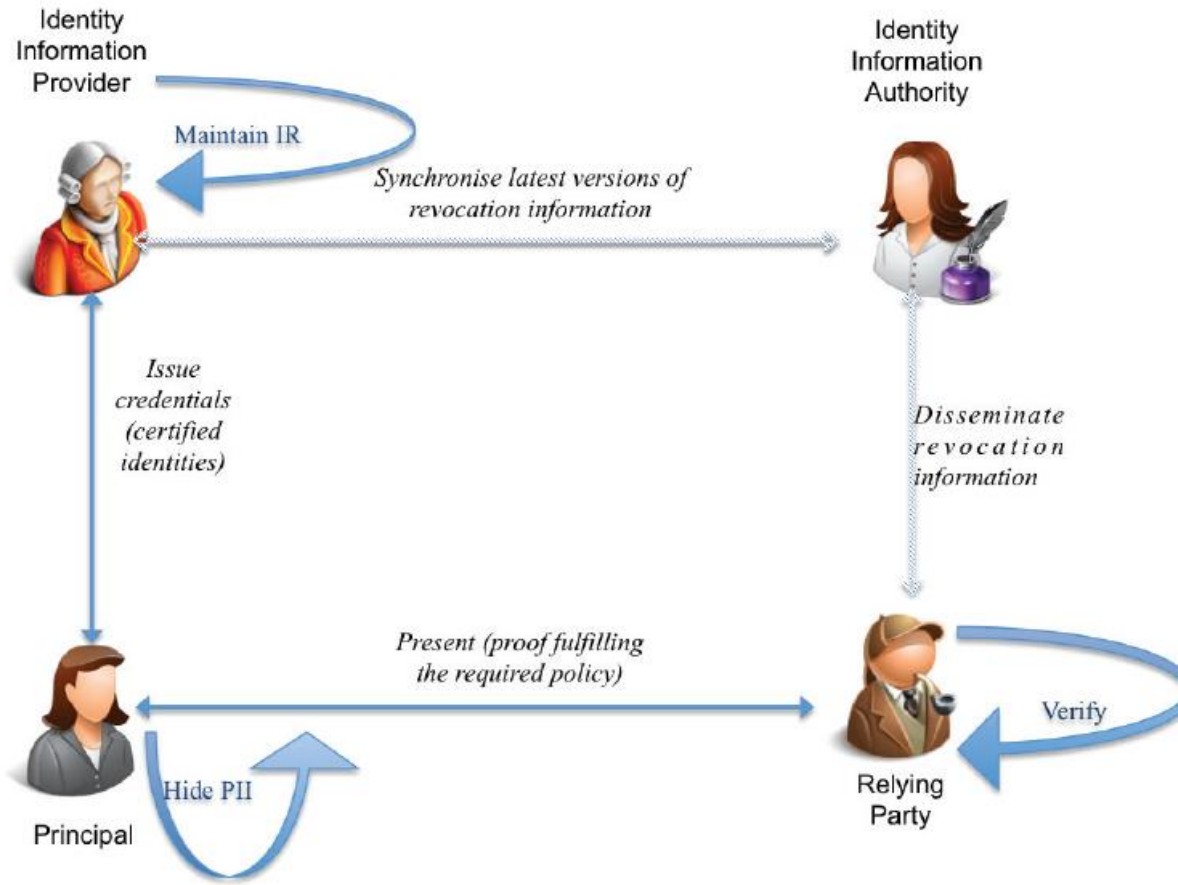 Identity
Information
Provider
Identity
Information
Authority
Maintain IR
Synchronise latest versions of
revocation information
Issue
credentials
(certified
identities)
Disseminate
revocation
information
Present (proof fulfilling
the required policy)
Verify
Hide PII
Principal
Relying
Party